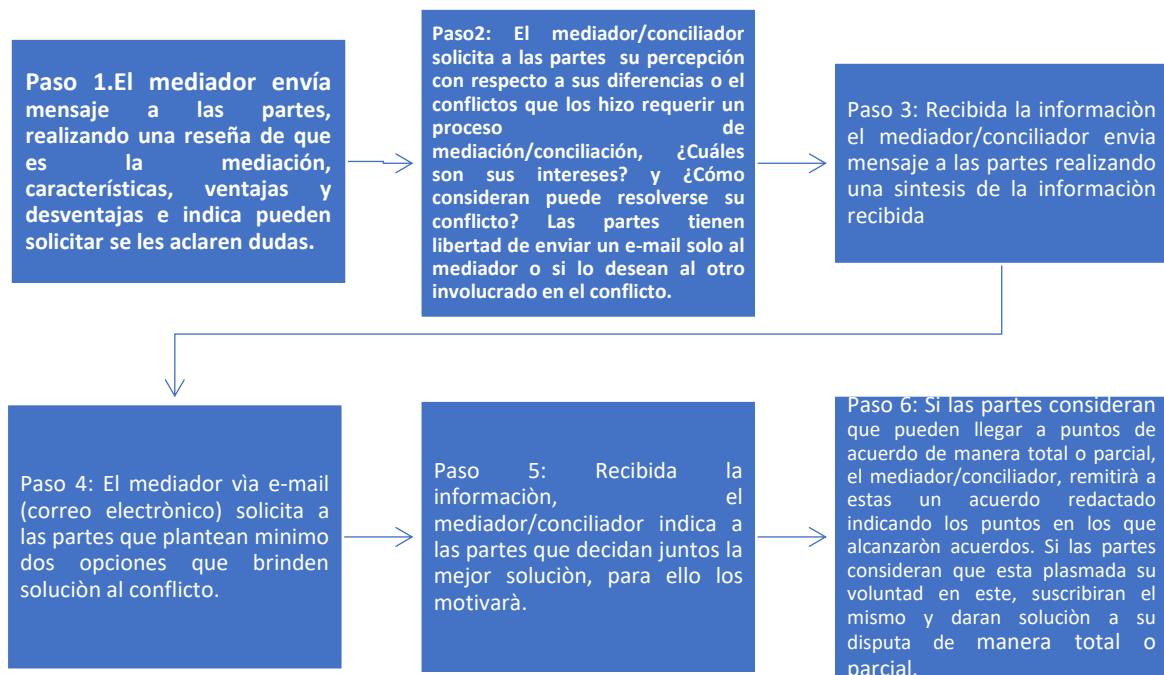 Paso 1.El mediador envía
mensaje a las partes,
realizando una reseña de que
es la mediación,
características, ventajas y
desventajas e indica pueden
solicitar se les aclaren dudas.
Paso2: El mediador/conciliador
solicita a las partes su percepción
con respecto a sus diferencias o el
conflictos que los hizo requerir un
proceso de
mediación/conciliación, ¿Cuáles
son sus intereses? y ¿Cómo
consideran puede resolverse su
conflicto? Las partes tienen
libertad de enviar un e-mail solo al
mediador o si lo desean al otro
involucrado en el conflicto.
Paso 3: Recibida la informaciòn
el mediador/conciliador envia
mensaje a las partes realizando
una sintesis de la informaciòn
recibida
Paso 4: El mediador vìa e-mail
(correo electrònico) solicita a
las partes que plantean minimo
dos opciones que brinden
soluciòn al conflicto.
Paso 5: Recibida la
informaciòn, el
mediador/conciliador indica a
las partes que decidan juntos la
mejor soluciòn, para ello los
motivarà.
Paso 6: Si las partes consideran
que pueden llegar a puntos de
acuerdo de manera total o parcial,
el mediador/conciliador, remitirà a
estas un acuerdo redactado
indicando los puntos en los que
alcanzaròn acuerdos. Si las partes
consideran que esta plasmada su
voluntad en este, suscribiran el
mismo y daran soluciòn a su
disputa de manera total o
parcial.